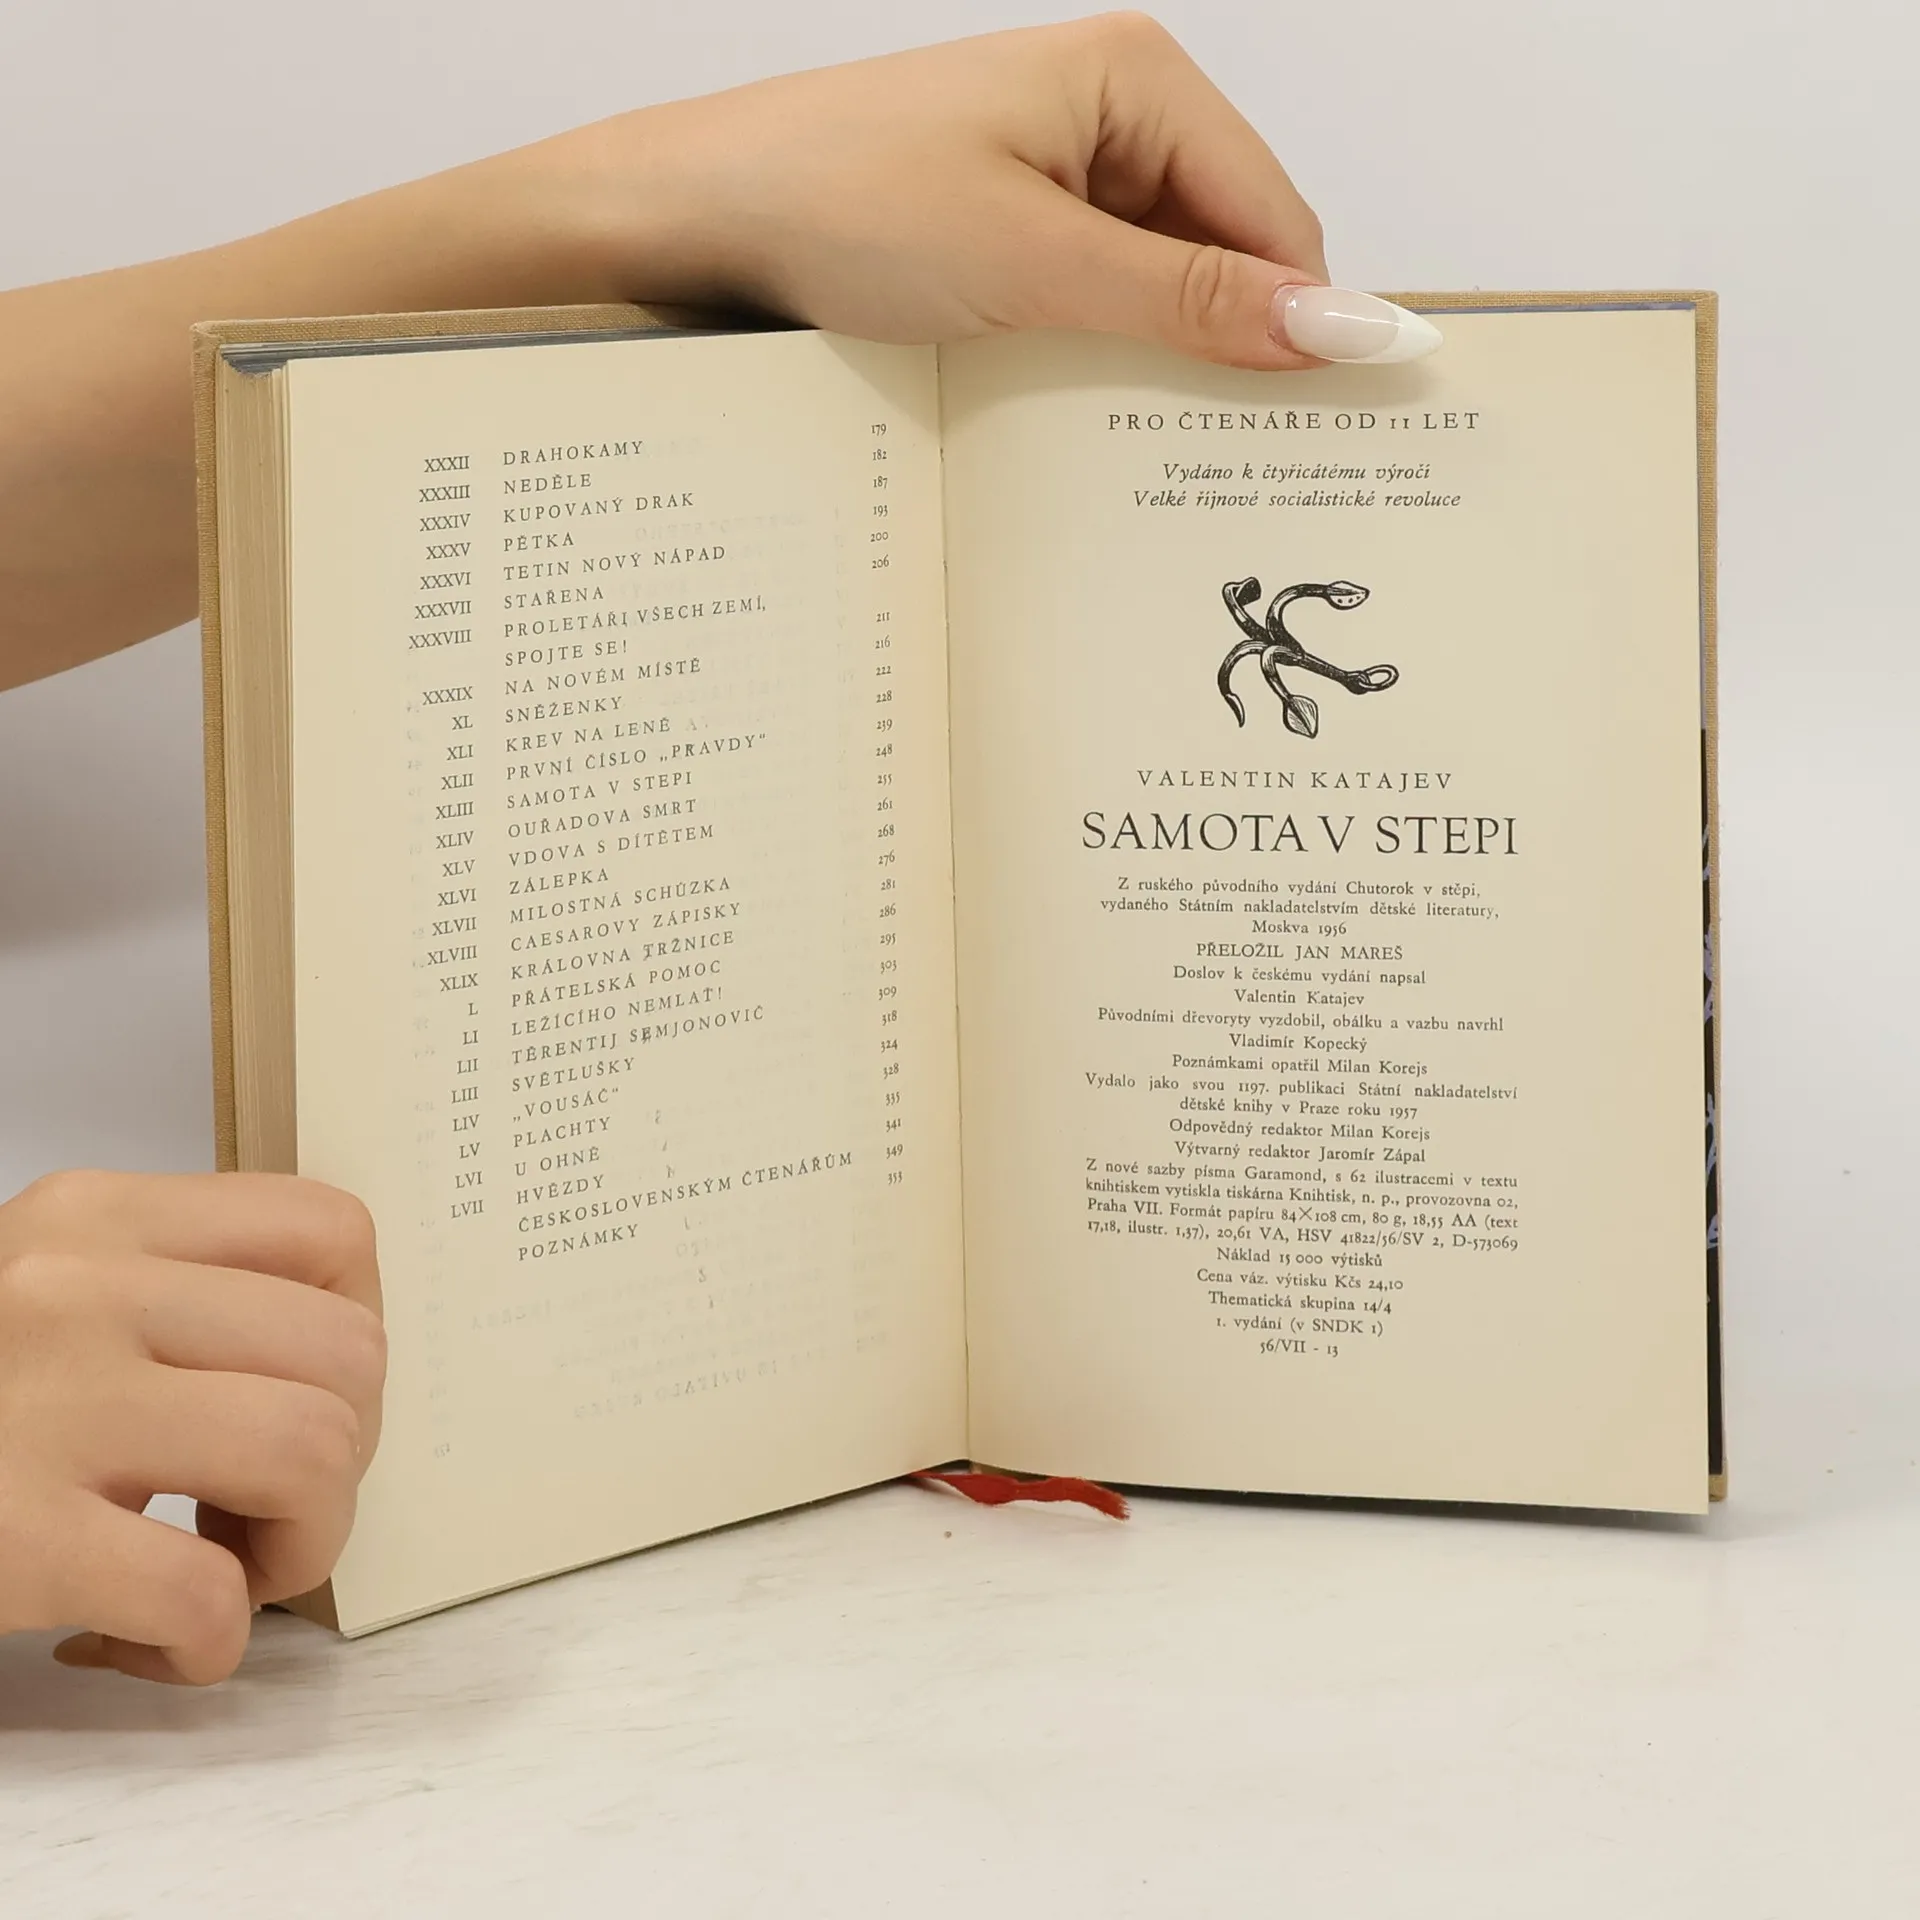 XXXII DRAHOKAMY 179
XXXIII NEDĚLE 182
XXXIV KUPOVANÝ DRAK 187
XXXV PĚTKA 193
XXXVI TETIN NOVÝ NÁPAD 200
XXXVII STAŘENA 206
XXXVIII PROLETÁŘI VŠECH ZEMÍ,
SPOJTE SE! 211
XXXIX NA NOVÉM MÍSTĚ 216
XL SNĚŽENKY 222
XLI KREV NA LENĚ 228
XLII PRVNÍ ČÍSLO „PRAVDY“ 239
XLIII SAMOTA V STEPI 248
XLIV OUŘADOVA SMRT 255
XLV VDOVA S DÍTĚTEM 261
XLVI ZÁLEPKA 268
XLVII MILOSTNÁ SCHŮZKA 276
XLVIII CAESAROVY ZÁPISKY 281
XLIX KRÁLOVNA TRŽNICE 286
L PŘÁTELSKÁ POMOC 295
LI LEŽÍCÍHO NEMLAŤ! 303
LII TĚRENTIJ SEMJONOVIČ 309
LIII SVĚTLUŠKY 318
LIV „VOUSÁČ“ 324
LV PLACHTY 328
LVI U OHNĚ 335
LVII HVĚZDY 341
ČESKOSLOVENSKÝM ČTENÁŘŮM 349
POZNÁMKY 353
PRO ČTENÁŘE OD 11 LET
Vydáno k čtyřicátému výročí
Velké říjnové socialistické revoluce
VALENTIN KATAJEV
SAMOTA V STEPI
Z ruského původního vydání Chutorok v stěpi,
vydaného Státním nakladatelstvím dětské literatury,
Moskva 1956
PŘELOŽIL JAN MAREŠ
Doslov k českému vydání napsal
Valentin Katajev
Původními dřevoryty vyzdobil, obálku a vazbu navrhl
Vladimír Kopecký
Poznámkami opatřil Milan Korejs
Vydalo jako svou 1197. publikaci Státní nakladatelství
dětské knihy v Praze roku 1957
Odpovědný redaktor Milan Korejs
Výtvarný redaktor Jaromír Zápal
Z nové sazby písma Garamond, s 62 ilustracemi v textu
knihtiskem vytiskla tiskárna Knihtisk, n. p., provozovna 02,
Praha VII. Formát papíru 84×108 cm, 80 g, 18,55 AA (text
17,18, ilustr. 1,37), 20,61 VA, HSV 41822/56/SV 2, D-573069
Náklad 15 000 výtisků
Cena váz. výtisku Kčs 24,10
Thematická skupina 14/4
1. vydání (v SNDK 1)
56/VII - 13